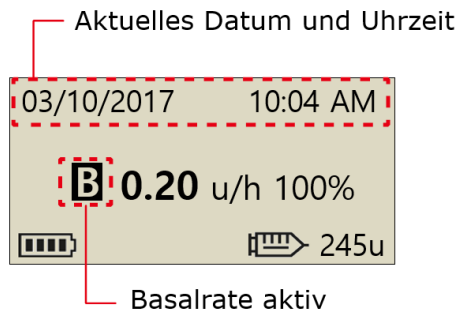 Aktuelles Datum und Uhrzeit
03/10/2017 10:04 AM
B 0.20 u/h 100%
245u
Basalrate aktiv